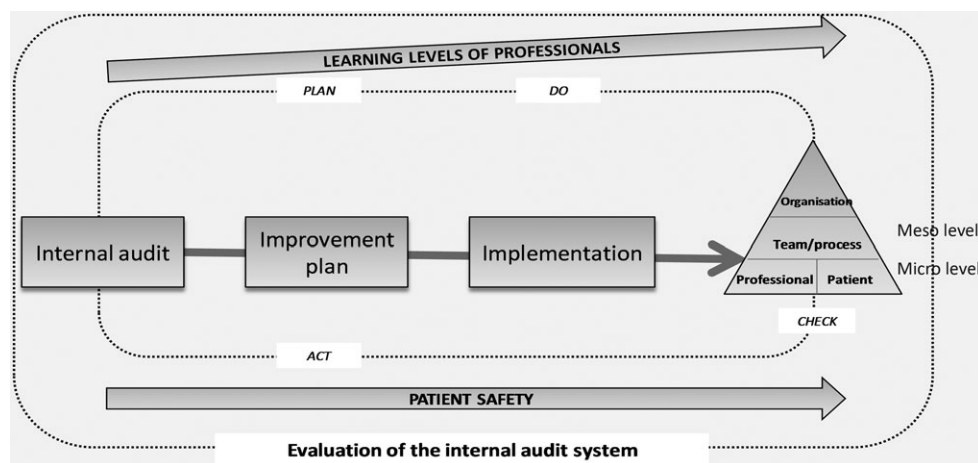 LEARNING LEVELS OF PROFESSIONALS
PLAN
DO
Organisation
Meso level
Internal audit
Improvement
plan
Implementation
Team/process
Micro level
Professional
Patient
CHECK
ACT
PATIENT SAFETY
Evaluation of the internal audit system